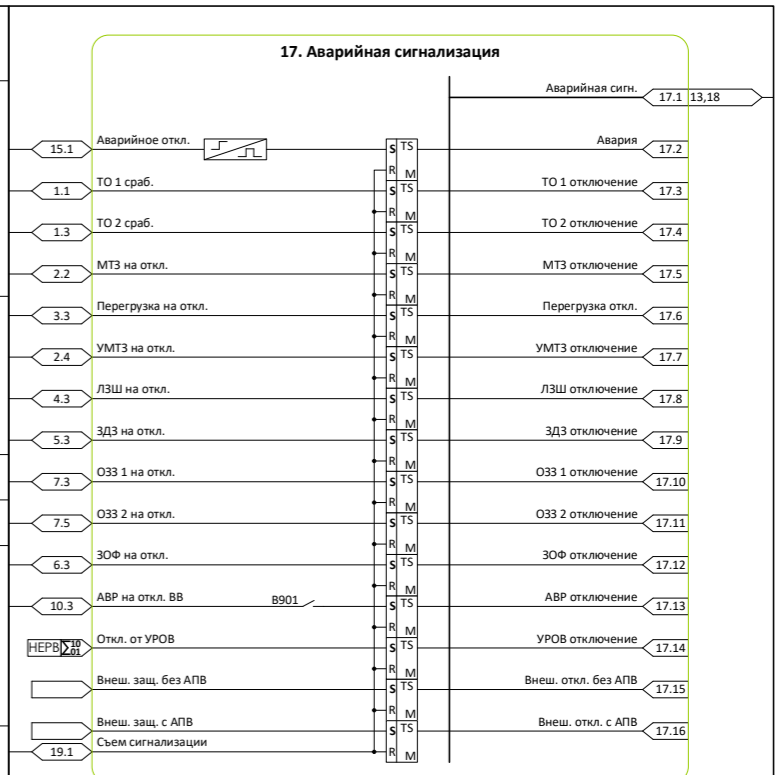 17. Аварийная сигнализация
Аварийная сигн. 17.1 13,18
15.1 Аварийное откл. S TS Авария 17.2
R M
1.1 ТО 1 сраб. S TS ТО 1 отключение 17.3
R M
1.3 ТО 2 сраб. S TS ТО 2 отключение 17.4
R M
2.2 МТЗ на откл. S TS МТЗ отключение 17.5
R M
3.3 Перегрузка на откл. S TS Перегрузка откл. 17.6
R M
2.4 УМТЗ на откл. S TS УМТЗ отключение 17.7
R M
4.3 ЛЗШ на откл. S TS ЛЗШ отключение 17.8
R M
5.3 ЗДЗ на откл. S TS ЗДЗ отключение 17.9
R M
7.3 ОЗЗ 1 на откл. S TS ОЗЗ 1 отключение 17.10
R M
7.5 ОЗЗ 2 на откл. S TS ОЗЗ 2 отключение 17.11
R M
6.3 ЗОФ на откл. S TS ЗОФ отключение 17.12
R M
10.3 АВР на откл. ВВ В901 S TS АВР отключение 17.13
R M
НЕРВ Σ 10 01 Откл. от УРОВ S TS УРОВ отключение 17.14
R M
Внеш. защ. без АПВ S TS Внеш. откл. без АПВ 17.15
R M
Внеш. защ. с АПВ S TS Внеш. откл. с АПВ 17.16
19.1 Съем сигнализации R M